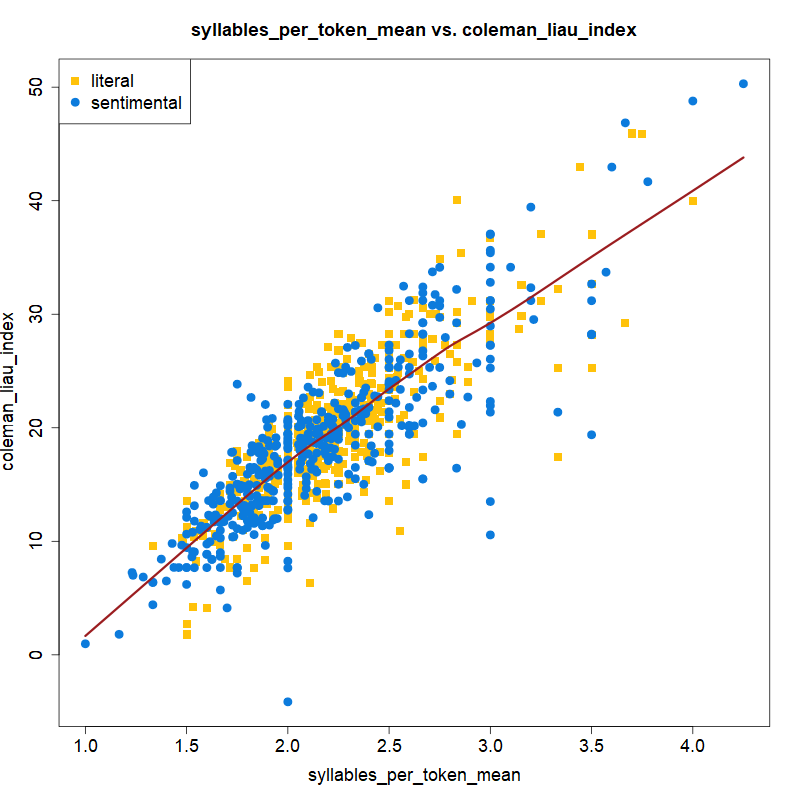 syllables_per_token_mean vs. coleman_liau_index
literal
sentimental
coleman_liau_index
50
40
30
20
10
0
1.0 1.5 2.0 2.5 3.0 3.5 4.0
syllables_per_token_mean